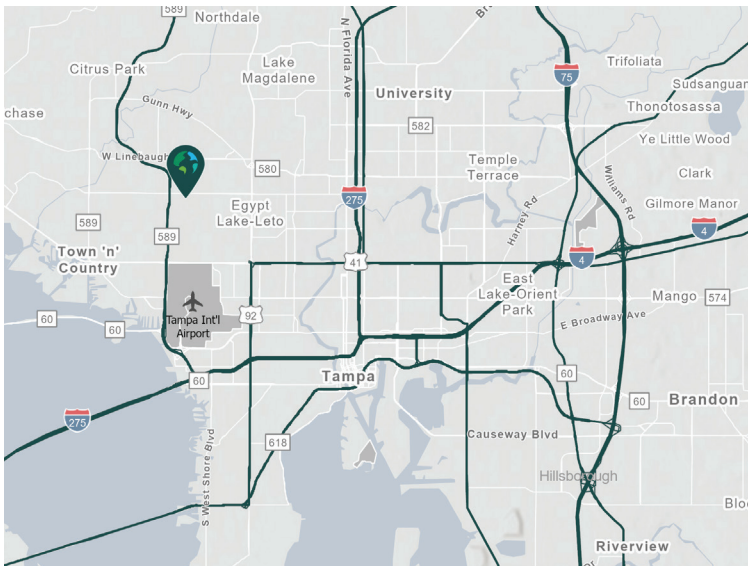 589
Northdale
Citrus Park
Gunn Hwy
Lake
Magdalene
N Florida Ave
University
582
75
Trifoliata
Sudsanguan
Thonotosassa
chase
W Linebaugh
580
Temple
Terrace
Ye Little Wood
Clark
Gilmore Manor
Williams Rd
Harney Rd
275
Egypt
Lake-Leto
589
589
Town 'n'
Country
41
4
4
Tampa Int'l
Airport
92
East
Lake-Orient
Park
Mango
574
E Broadway Ave
60
60
60
Tampa
60
60
Brandon
275
618
S West Shore Blvd
Causeway Blvd
Hillsborough
Bloo
Riverview